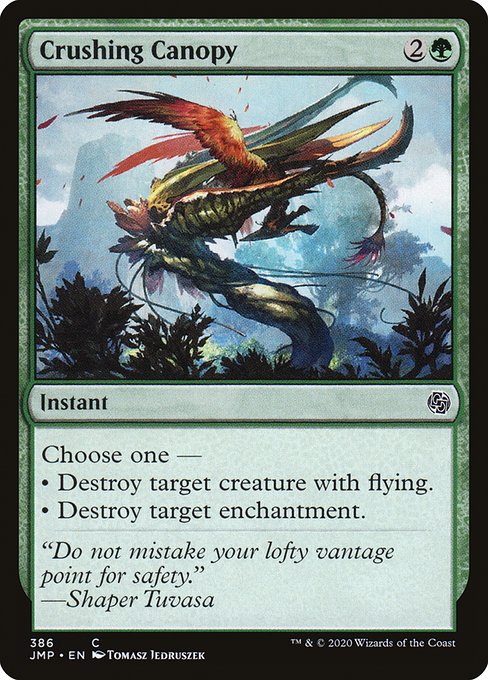 Crushing Canopy 2
Instant
Choose one —
• Destroy target creature with flying.
• Destroy target enchantment.
“Do not mistake your lofty vantage
point for safety.”
—Shaper Tuvasa
386 C
JMP • EN Tomasz Jedruszek
™ & © 2020 Wizards of the Coast